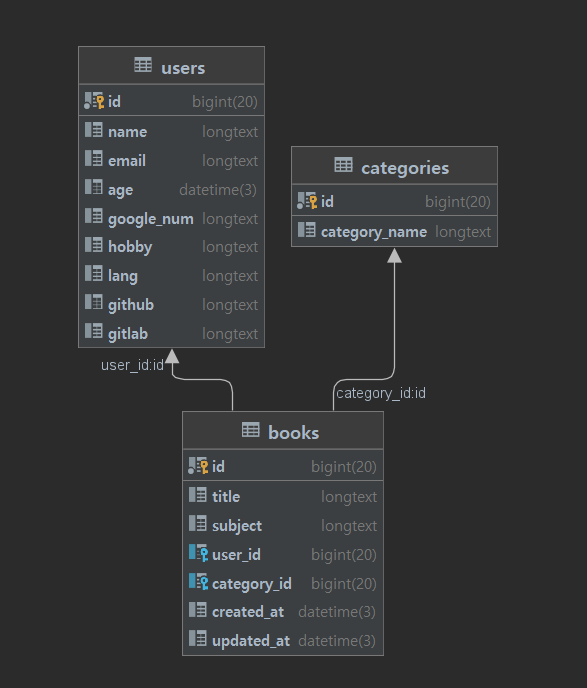 users
id bigint(20)
name longtext
email longtext
age datetime(3)
google_num longtext
hobby longtext
lang longtext
github longtext
gitlab longtext
categories
id bigint(20)
category_name longtext
user_id:id
category_id:id
books
id bigint(20)
title longtext
subject longtext
user_id bigint(20)
category_id bigint(20)
created_at datetime(3)
updated_at datetime(3)